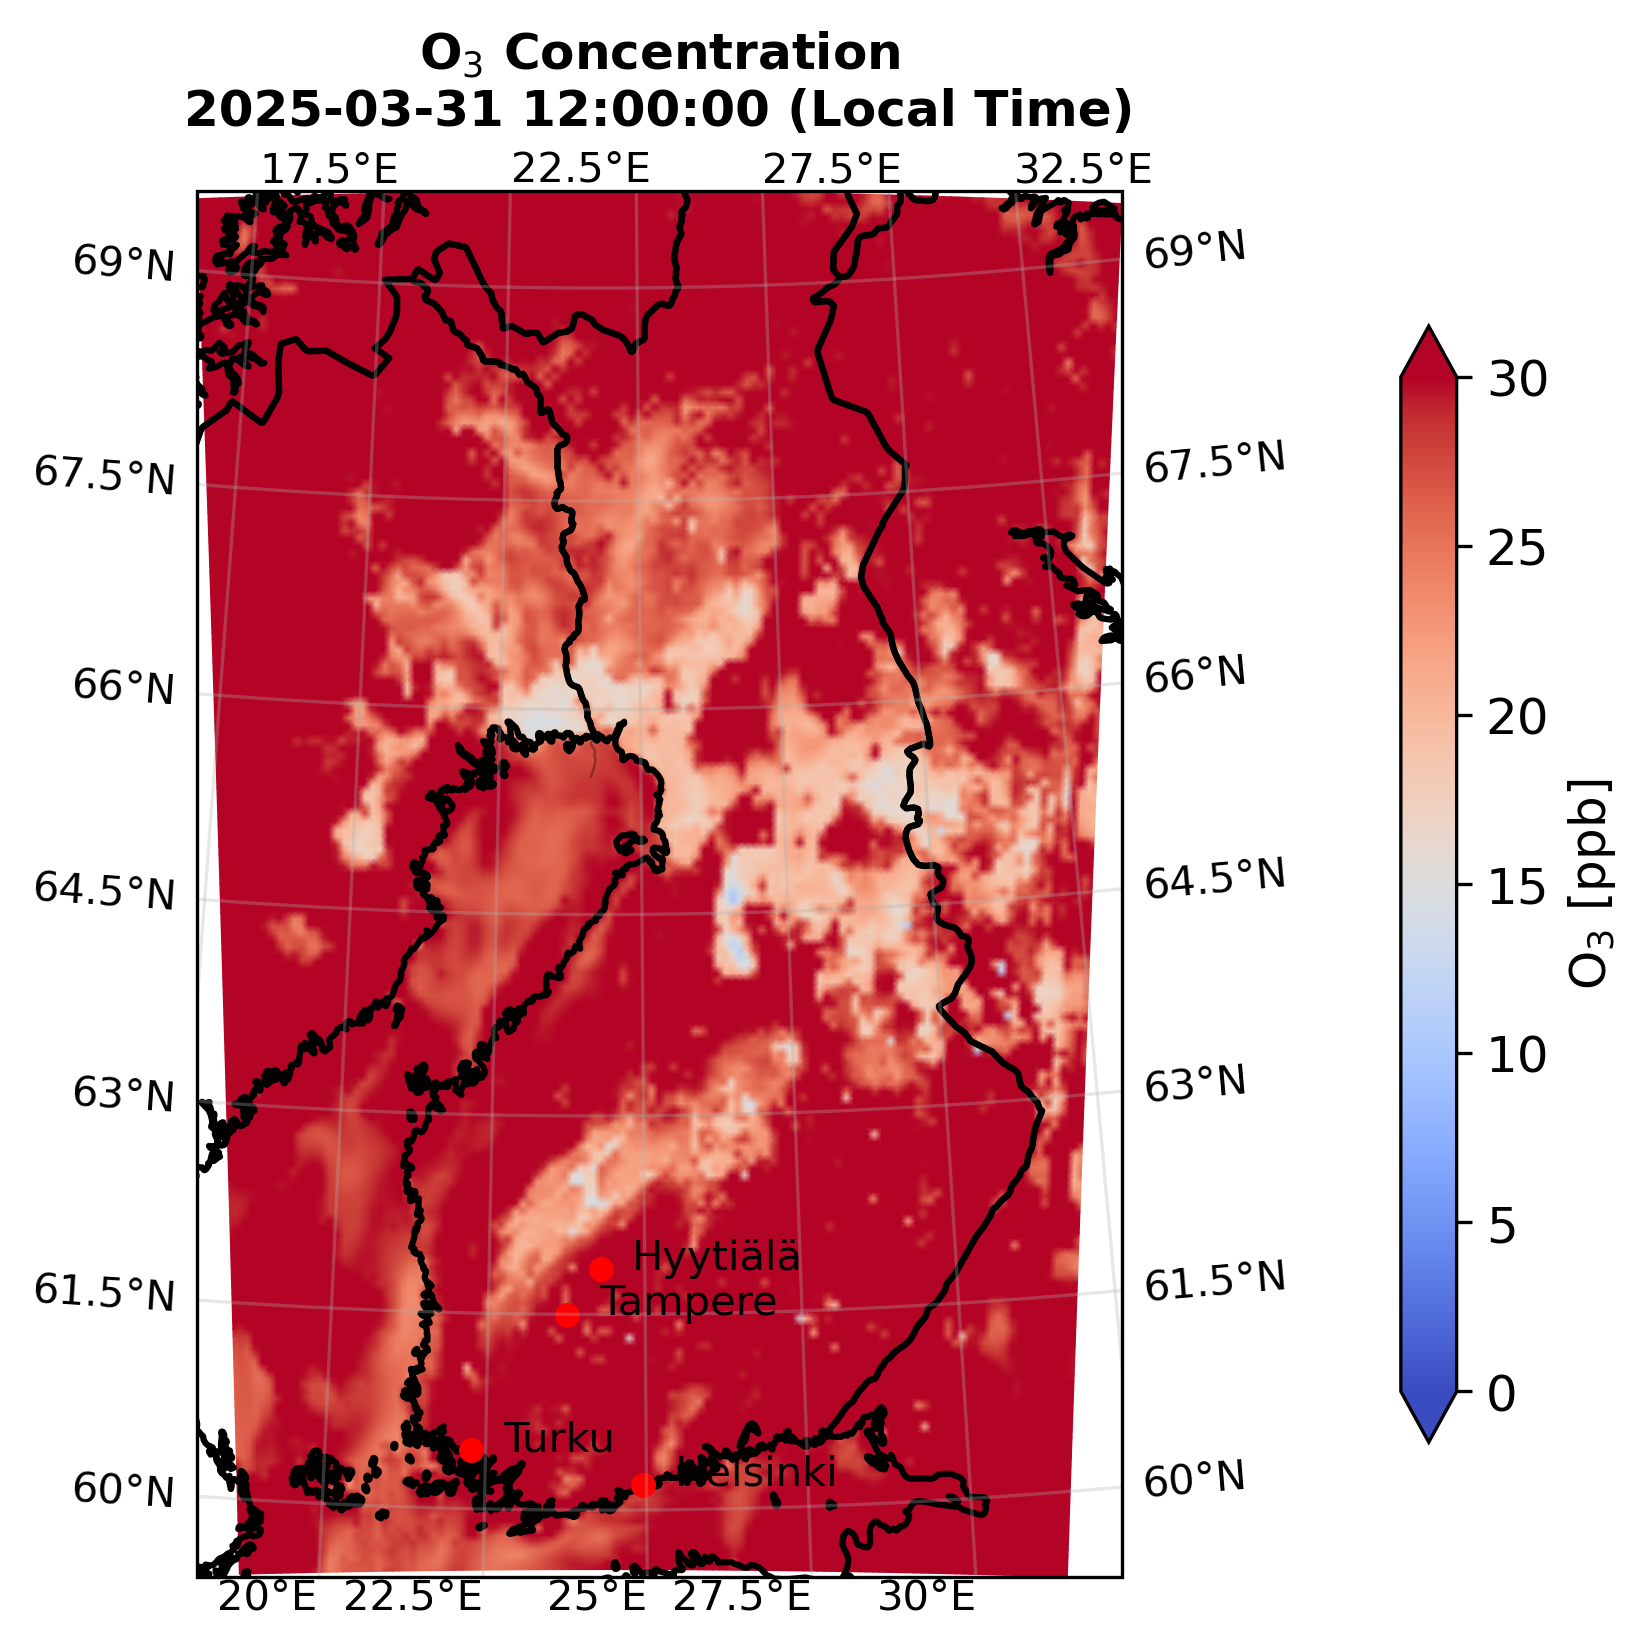 O₃ Concentration
2025-03-31 12:00:00 (Local Time)
17.5°E 22.5°E 27.5°E 32.5°E
69°N 69°N
67.5°N 67.5°N
66°N 66°N
64.5°N 64.5°N
63°N 63°N
61.5°N 61.5°N
60°N 60°N
Hyytiälä
Tampere
Turku
Helsinki
20°E 22.5°E 25°E 27.5°E 30°E
30
25
20
15
10
5
0
O₃ [ppb]